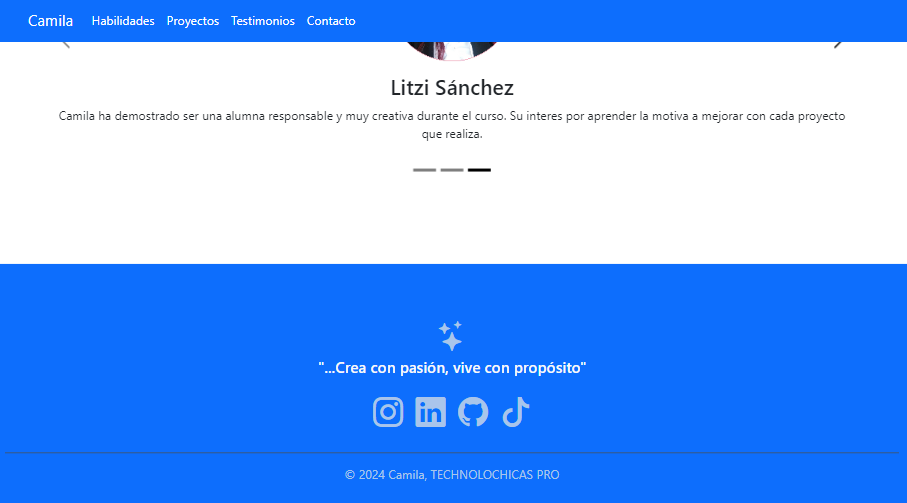 Camila Habilidades Proyectos Testimonios Contacto
Litzi Sánchez
Camila ha demostrado ser una alumna responsable y muy creativa durante el curso. Su interes por aprender la motiva a mejorar con cada proyecto
que realiza.
"...Crea con pasión, vive con propósito"
© 2024 Camila, TECHNOLOCHICAS PRO